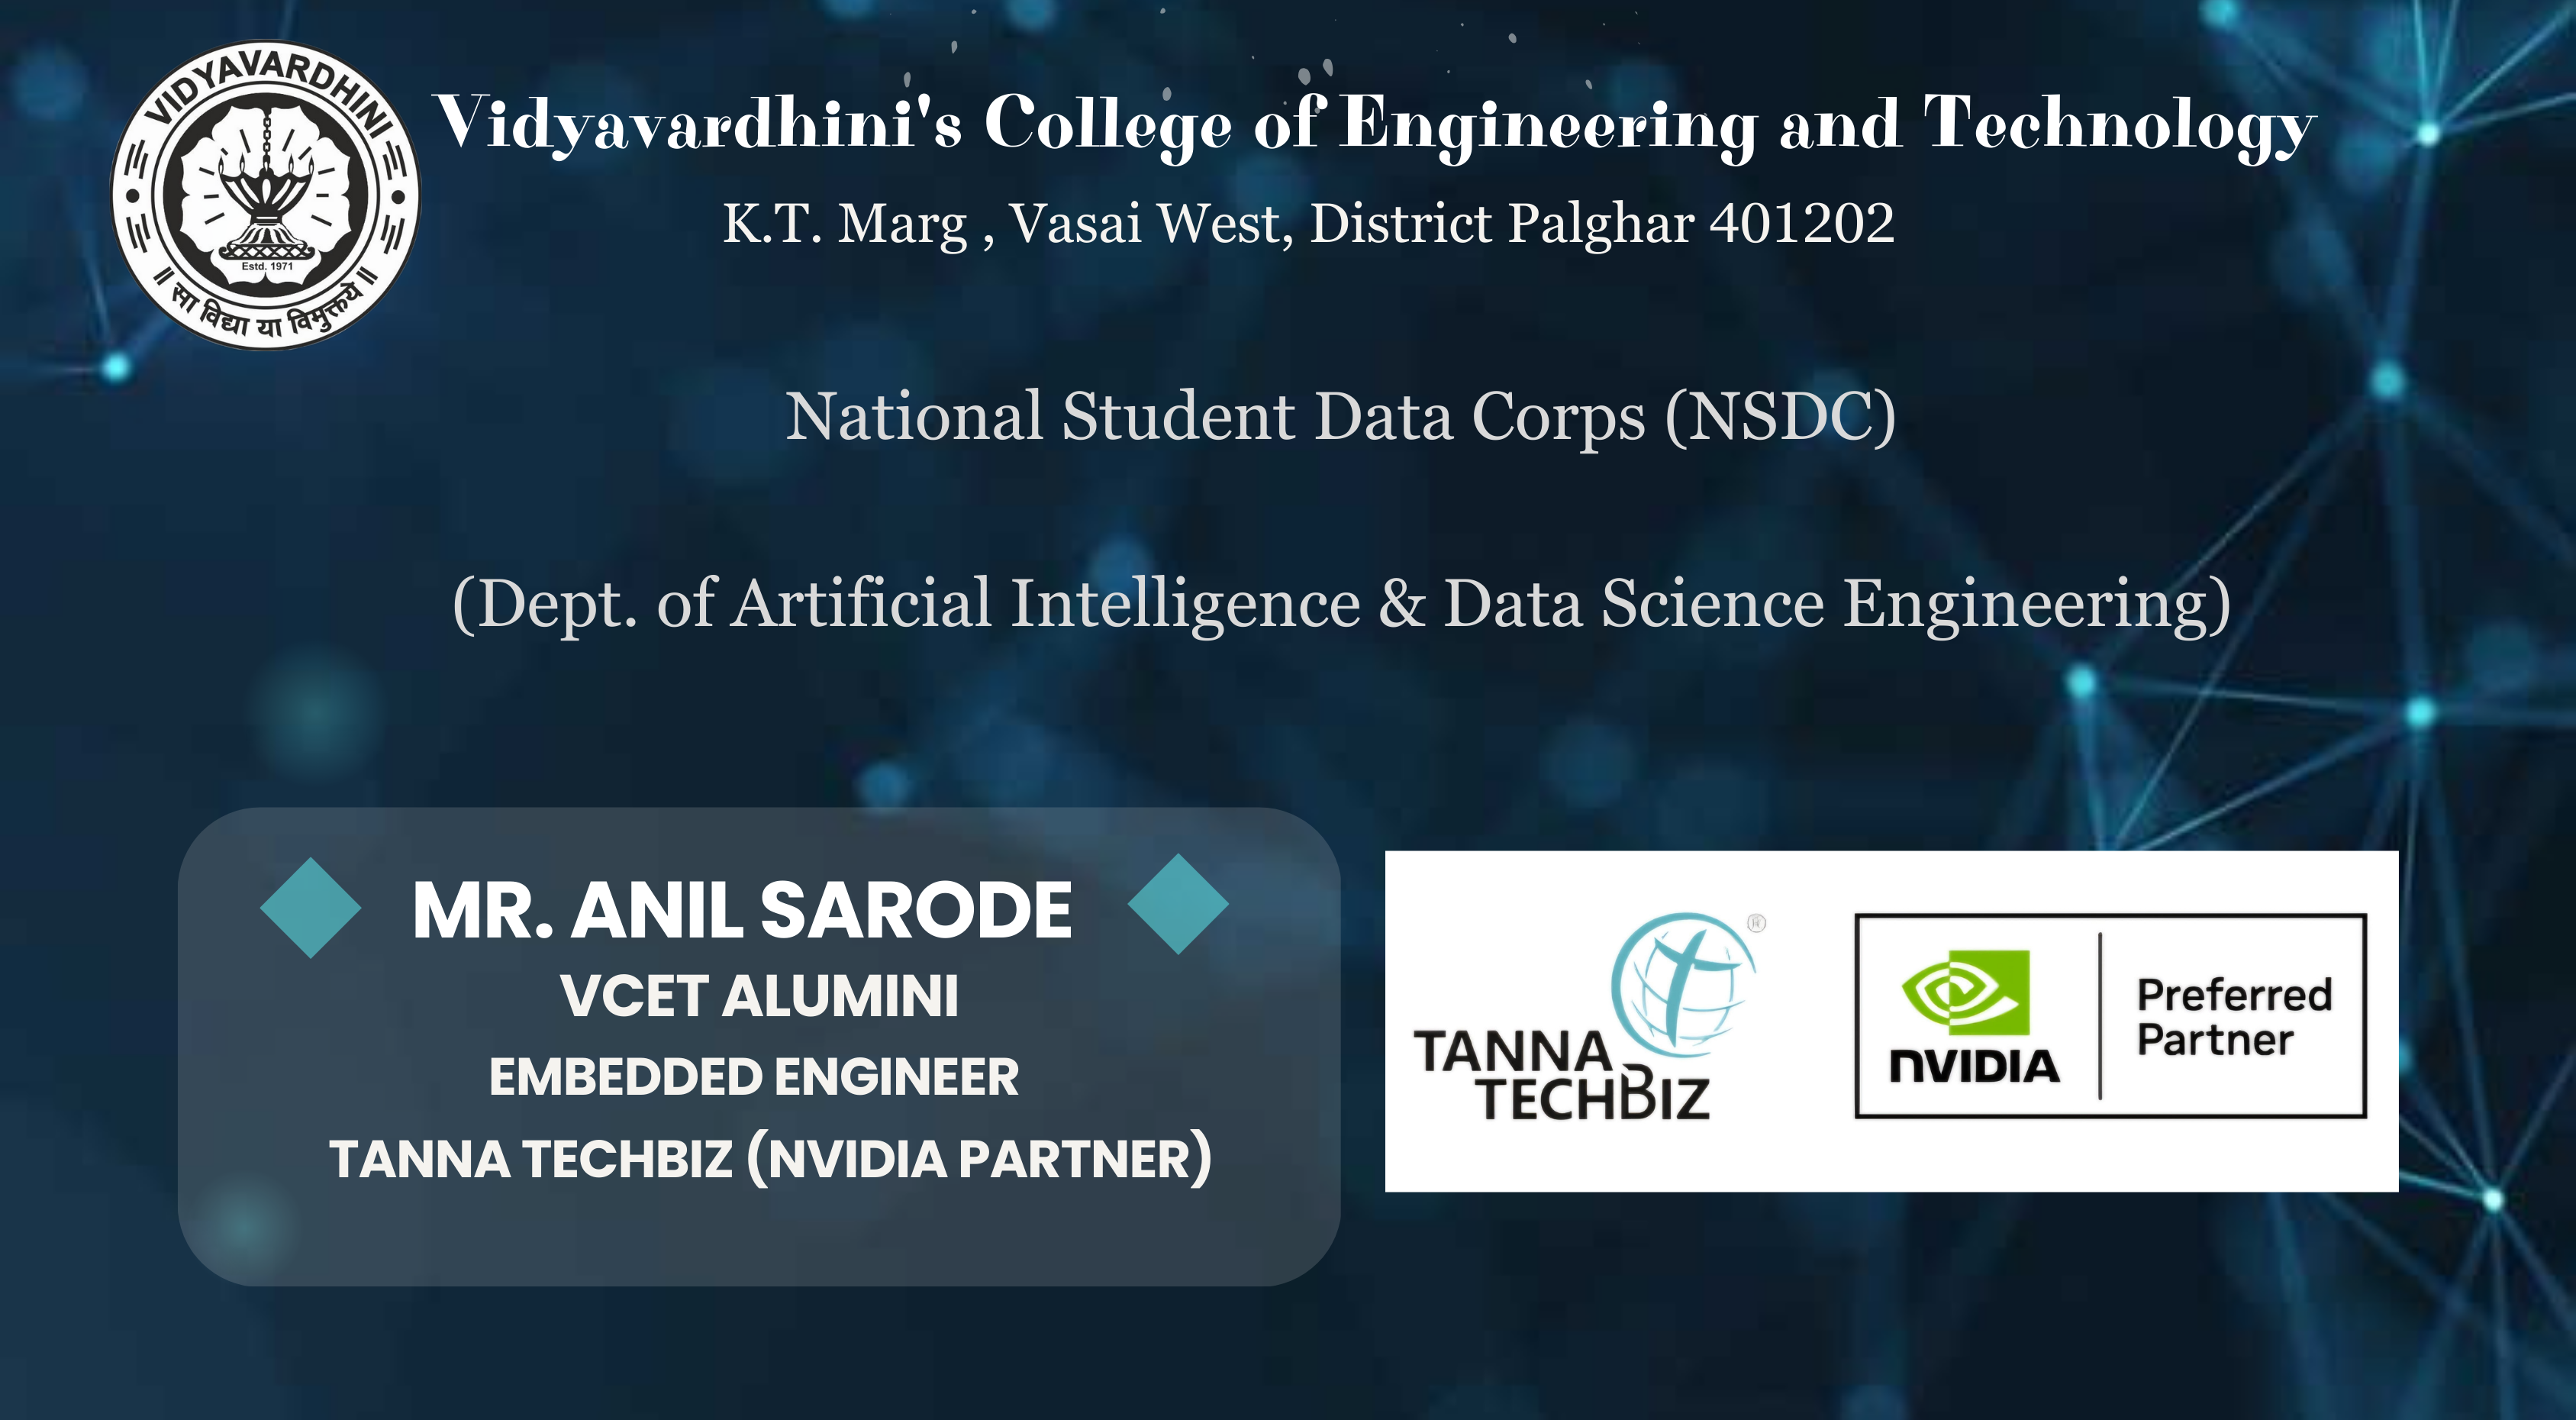 VIDYAVARDHINI
Estd. 1971
॥ सा विद्या या विमुक्तये ॥
Vidyavardhini's College of Engineering and Technology
K.T. Marg , Vasai West, District Palghar 401202
National Student Data Corps (NSDC)
(Dept. of Artificial Intelligence & Data Science Engineering)
MR. ANIL SARODE
VCET ALUMINI
EMBEDDED ENGINEER
TANNA TECHBIZ (NVIDIA PARTNER)
TANNA
TECHBIZ
®
NVIDIA
Preferred
Partner